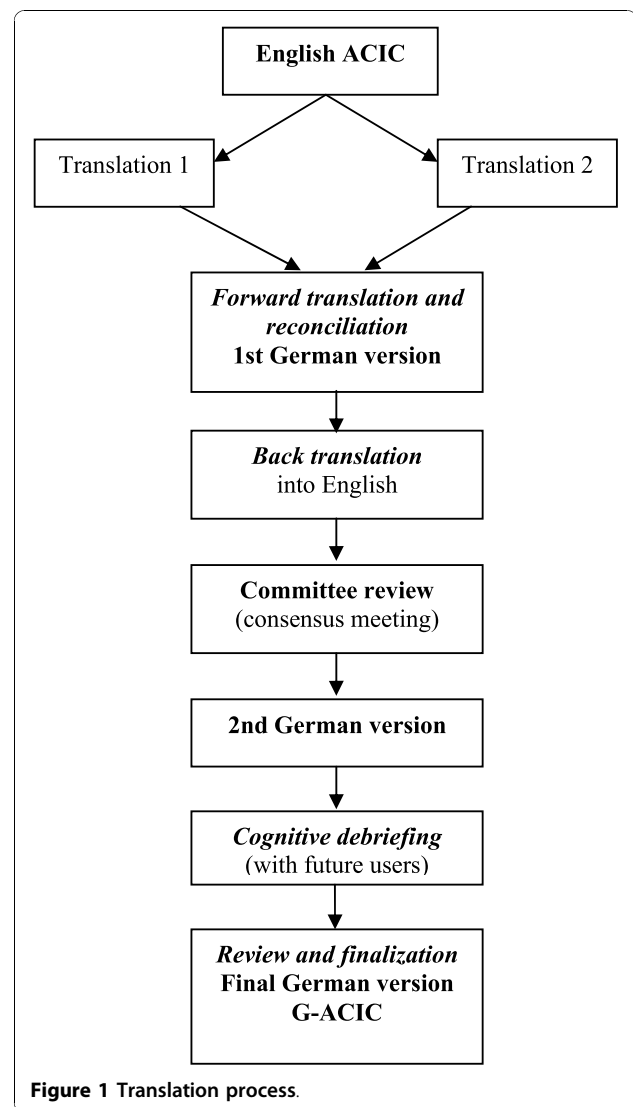 English ACIC
Translation 1
Translation 2
Forward translation and
reconciliation
1st German version
Back translation
into English
Committee review
(consensus meeting)
2nd German version
Cognitive debriefing
(with future users)
Review and finalization
Final German version
G-ACIC
Figure 1 Translation process.